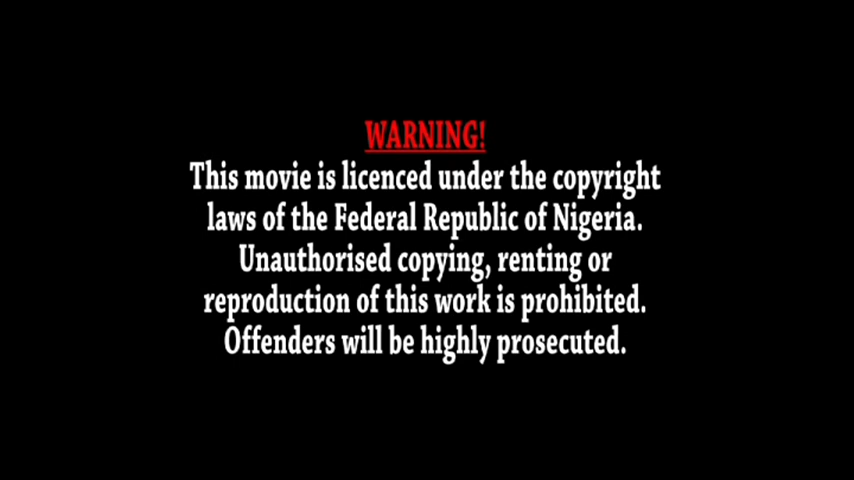 WARNING!
This movie is licenced under the copyright
laws of the Federal Republic of Nigeria.
Unauthorised copying, renting or
reproduction of this work is prohibited.
Offenders will be highly prosecuted.